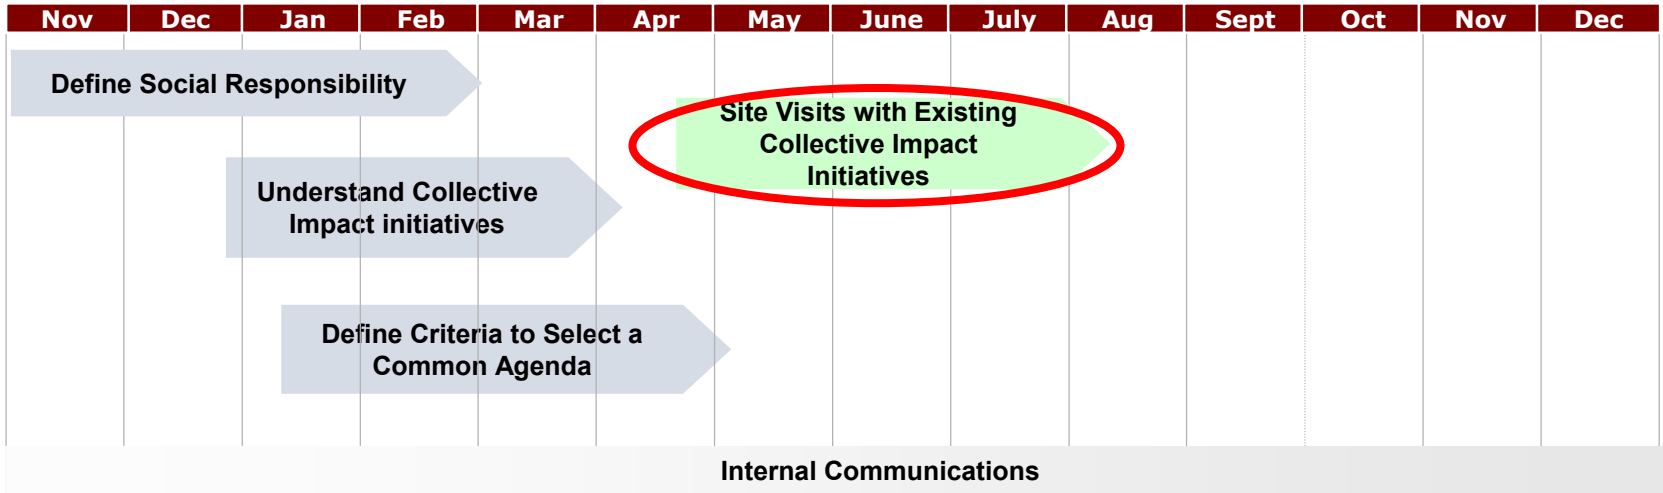 Nov Dec Jan Feb Mar Apr May June July Aug Sept Oct Nov Dec
Define Social Responsibility
Site Visits with Existing
Collective Impact
Initiatives
Understand Collective
Impact initiatives
Define Criteria to Select a
Common Agenda
Internal Communications